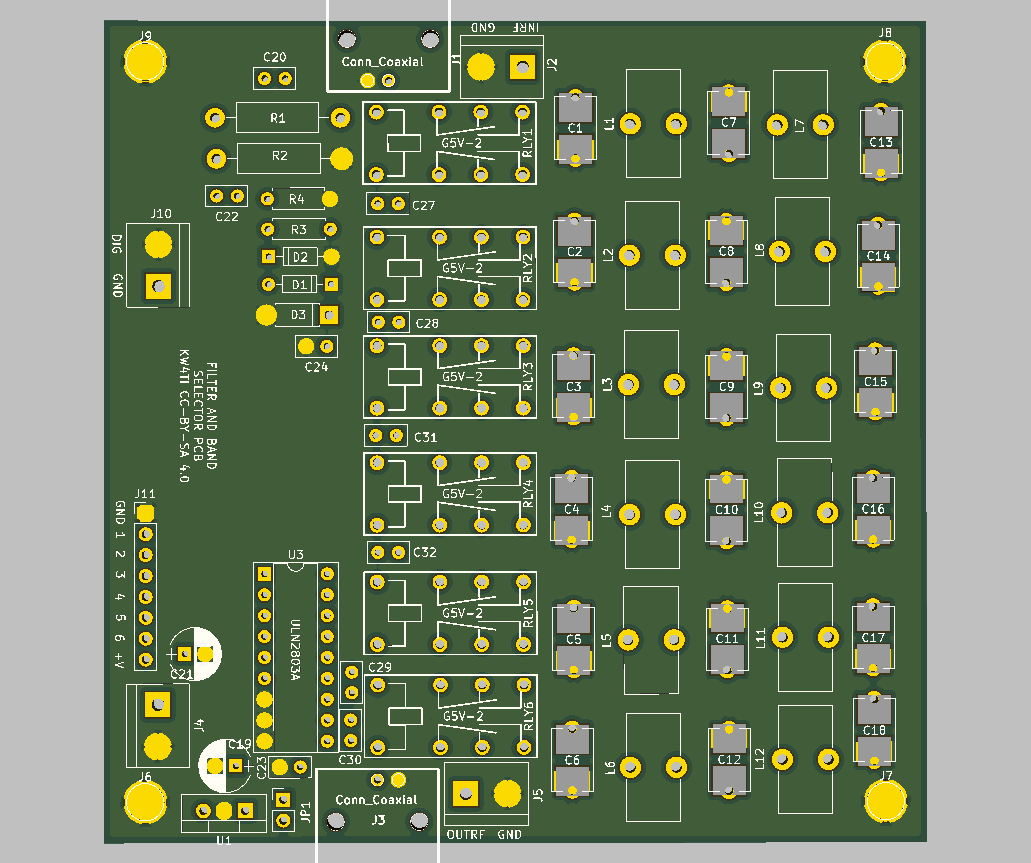 J9
J8
GND INRF
C20
Conn_Coaxial
J1
J2
R1
C1
L1
C7
L7
C13
R2
G5V-2
RLY1
R4
C22
C27
J10
R3
DIG
GND
D2
G5V-2
RLY2
C2
L2
C8
L8
C14
D1
D3
C28
C24
G5V-2
RLY3
C3
L3
C9
L9
C15
FILTER AND BAND
SELECTOR PCB
KW4TI CC-BY-SA 4.0
C31
J11
G5V-2
RLY4
C4
L4
C10
L10
C16
GND 1 2 3 4 5 6 +V
U3
C32
ULN2803A
G5V-2
RLY5
C5
L5
C11
L11
C17
C21
C29
J4
G5V-2
RLY6
C6
L6
C12
L12
C18
C19
C30
C23
J6
J7
Conn_Coaxial
J3
J5
JP1
U1
OUTRF GND